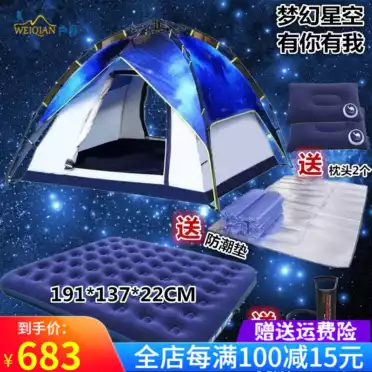 WEIQIAN
梦幻星空
有你有我
送
枕头2个
送
防潮垫
191*137*22CM
送
到手价:
赠送运费险
¥683
全店每满100减15元